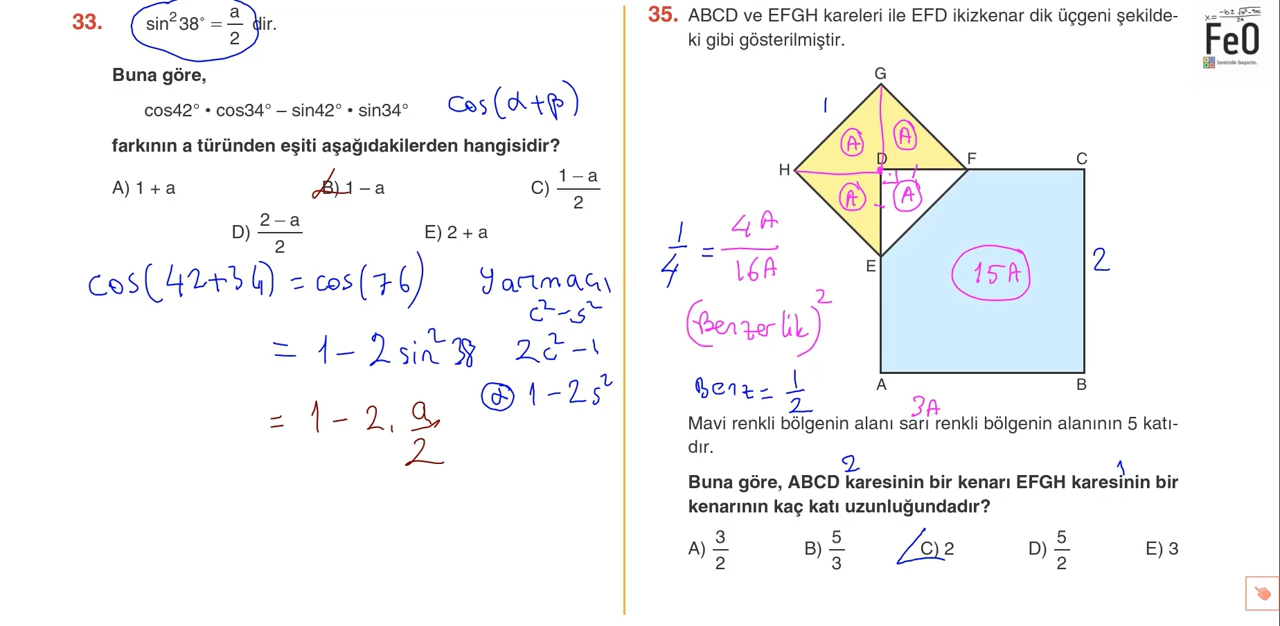 33. sin²38° = a/2 dir.
Buna göre,
cos42° • cos34° – sin42° • sin34°
cos(α+β)
farkının a türünden eşiti aşağıdakilerden hangisidir?
A) 1 + a B) 1 – a C) 1 – a / 2
D) 2 – a / 2 E) 2 + a
cos(42+34) = cos(76)
= 1 – 2 sin²38
= 1 – 2 . a/2
Yarımaçı
c²–s²
2c²–1
α 1–2s²
35. ABCD ve EFGH kareleri ile EFD ikizkenar dik üçgeni şekilde-
ki gibi gösterilmiştir.
FeO
G
1
A A
H D F C
1
A A
E
15A
2
A B
1/4 = 4A/16A
(Benzerlik)²
Benz = 1/2
3A
Mavi renkli bölgenin alanı sarı renkli bölgenin alanının 5 katı-
dır.
2 1
Buna göre, ABCD karesinin bir kenarı EFGH karesinin bir
kenarının kaç katı uzunluğundadır?
A) 3/2 B) 5/3 C) 2 D) 5/2 E) 3